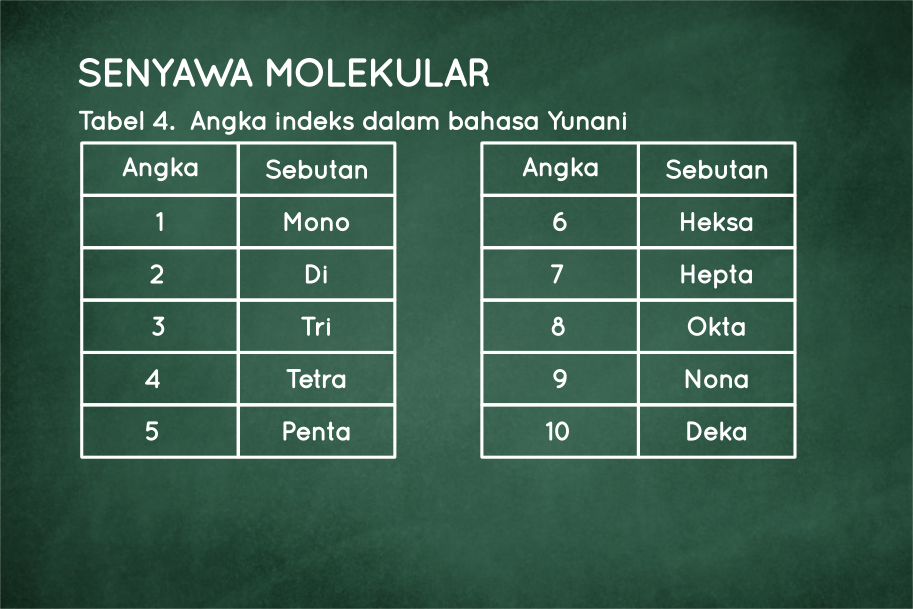 SENYAWA MOLEKULAR
Tabel 4. Angka indeks dalam bahasa Yunani
Angka Sebutan
1 Mono
2 Di
3 Tri
4 Tetra
5 Penta
Angka Sebutan
6 Heksa
7 Hepta
8 Okta
9 Nona
10 Deka